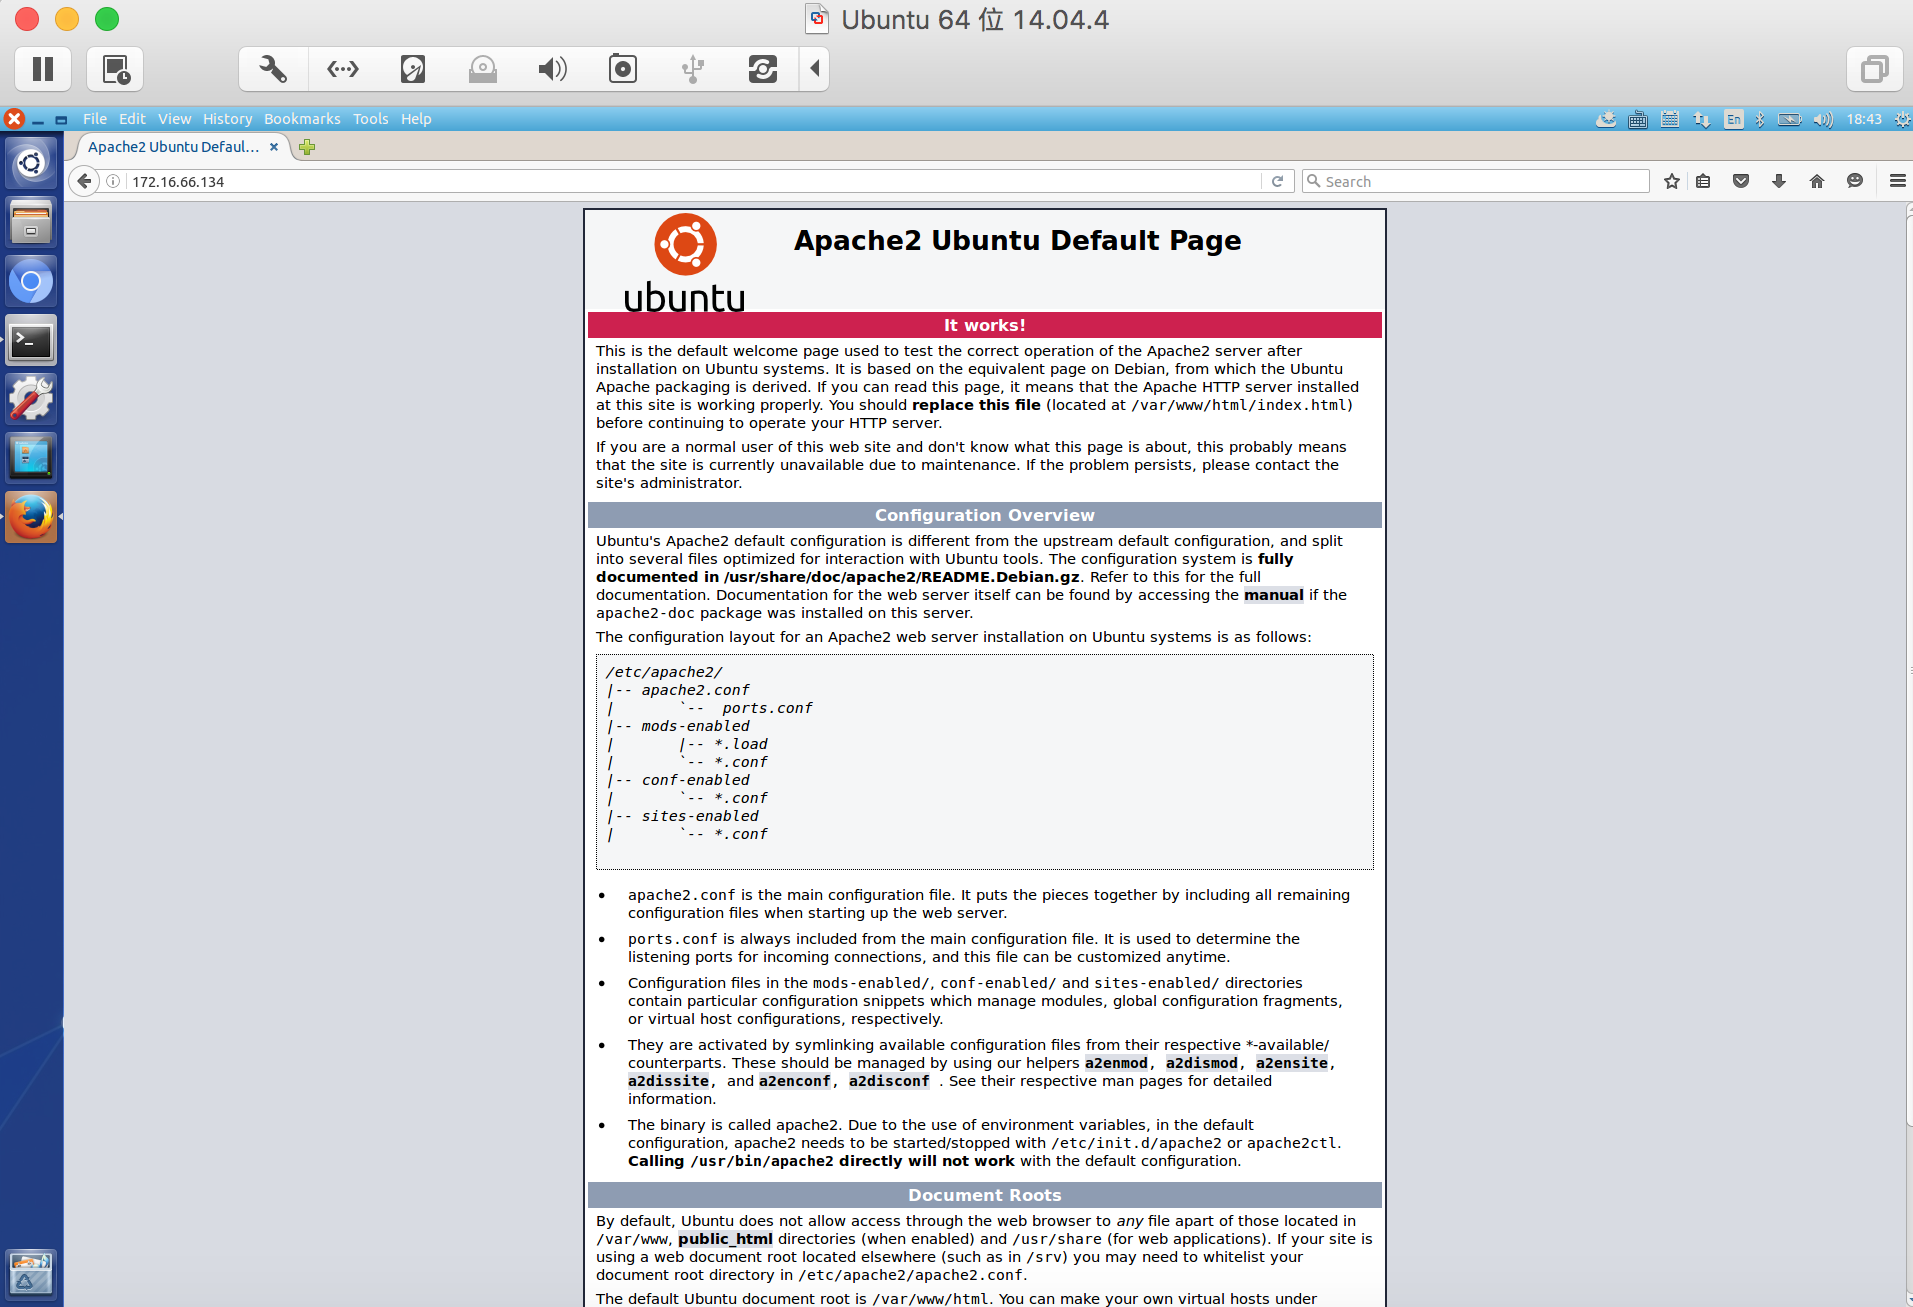 Ubuntu 64 位 14.04.4
File Edit View History Bookmarks Tools Help
En
18:43
Apache2 Ubuntu Defaul...
172.16.66.134
Search
ubuntu
Apache2 Ubuntu Default Page
It works!
This is the default welcome page used to test the correct operation of the Apache2 server after
installation on Ubuntu systems. It is based on the equivalent page on Debian, from which the Ubuntu
Apache packaging is derived. If you can read this page, it means that the Apache HTTP server installed
at this site is working properly. You should replace this file (located at /var/www/html/index.html)
before continuing to operate your HTTP server.
If you are a normal user of this web site and don't know what this page is about, this probably means
that the site is currently unavailable due to maintenance. If the problem persists, please contact the
site's administrator.
Configuration Overview
Ubuntu's Apache2 default configuration is different from the upstream default configuration, and split
into several files optimized for interaction with Ubuntu tools. The configuration system is fully
documented in /usr/share/doc/apache2/README.Debian.gz. Refer to this for the full
documentation. Documentation for the web server itself can be found by accessing the manual if the
apache2-doc package was installed on this server.
The configuration layout for an Apache2 web server installation on Ubuntu systems is as follows:
/etc/apache2/
|-- apache2.conf
|       `--  ports.conf
|-- mods-enabled
|       |-- *.load
|       `-- *.conf
|-- conf-enabled
|       `-- *.conf
|-- sites-enabled
|       `-- *.conf
• apache2.conf is the main configuration file. It puts the pieces together by including all remaining
configuration files when starting up the web server.
• ports.conf is always included from the main configuration file. It is used to determine the
listening ports for incoming connections, and this file can be customized anytime.
• Configuration files in the mods-enabled/, conf-enabled/ and sites-enabled/ directories
contain particular configuration snippets which manage modules, global configuration fragments,
or virtual host configurations, respectively.
• They are activated by symlinking available configuration files from their respective *-available/
counterparts. These should be managed by using our helpers a2enmod, a2dismod, a2ensite,
a2dissite, and a2enconf, a2disconf . See their respective man pages for detailed
information.
• The binary is called apache2. Due to the use of environment variables, in the default
configuration, apache2 needs to be started/stopped with /etc/init.d/apache2 or apache2ctl.
Calling /usr/bin/apache2 directly will not work with the default configuration.
Document Roots
By default, Ubuntu does not allow access through the web browser to any file apart of those located in
/var/www, public_html directories (when enabled) and /usr/share (for web applications). If your site is
using a web document root located elsewhere (such as in /srv) you may need to whitelist your
document root directory in /etc/apache2/apache2.conf.
The default Ubuntu document root is /var/www/html. You can make your own virtual hosts under